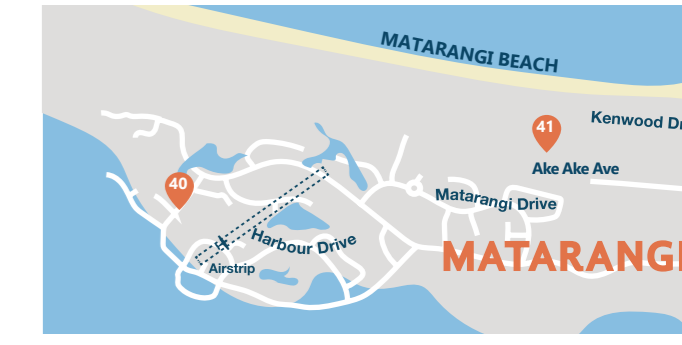 MATARANGI BEACH
41
Kenwood Dr
Ake Ake Ave
40
Matarangi Drive
Harbour Drive
MATARANGI
Airstrip